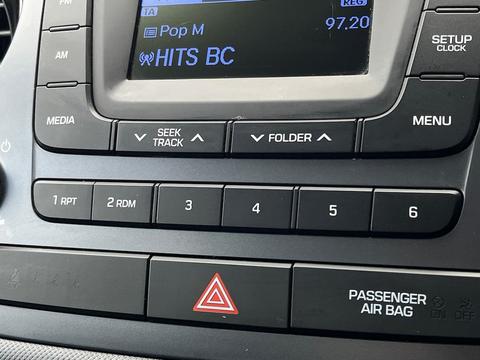 FM
1A
REG
Pop M
97.20
HITS BC
SETUP
CLOCK
AM
MEDIA
SEEK
TRACK
FOLDER
MENU
1 RPT
2 RDM
3
4
5
6
PASSENGER
AIR BAG
ON
OFF